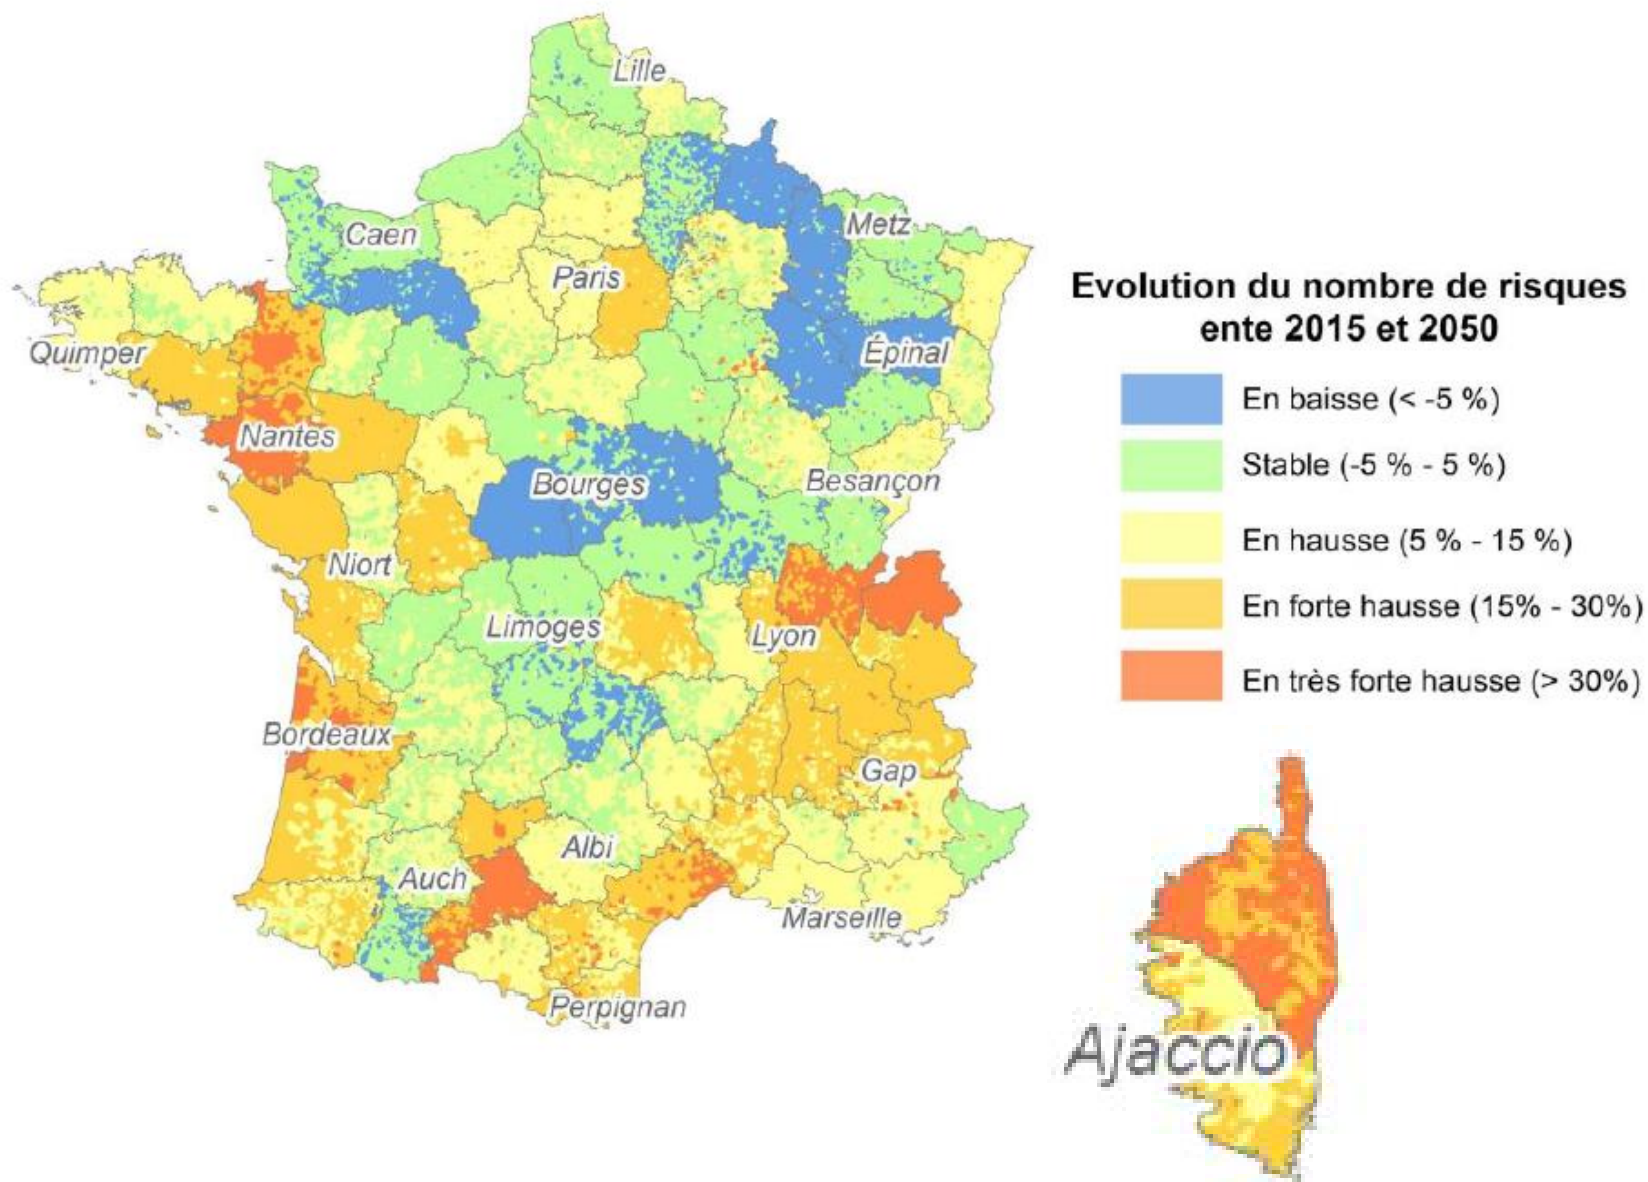 Lille
Caen
Metz
Paris
Quimper
Épinal
Nantes
Bourges
Besançon
Niort
Limoges
Lyon
Bordeaux
Gap
Albi
Auch
Marseille
Perpignan
Evolution du nombre de risques
ente 2015 et 2050
En baisse (< -5 %)
Stable (-5 % - 5 %)
En hausse (5 % - 15 %)
En forte hausse (15% - 30%)
En très forte hausse (> 30%)
Ajaccio